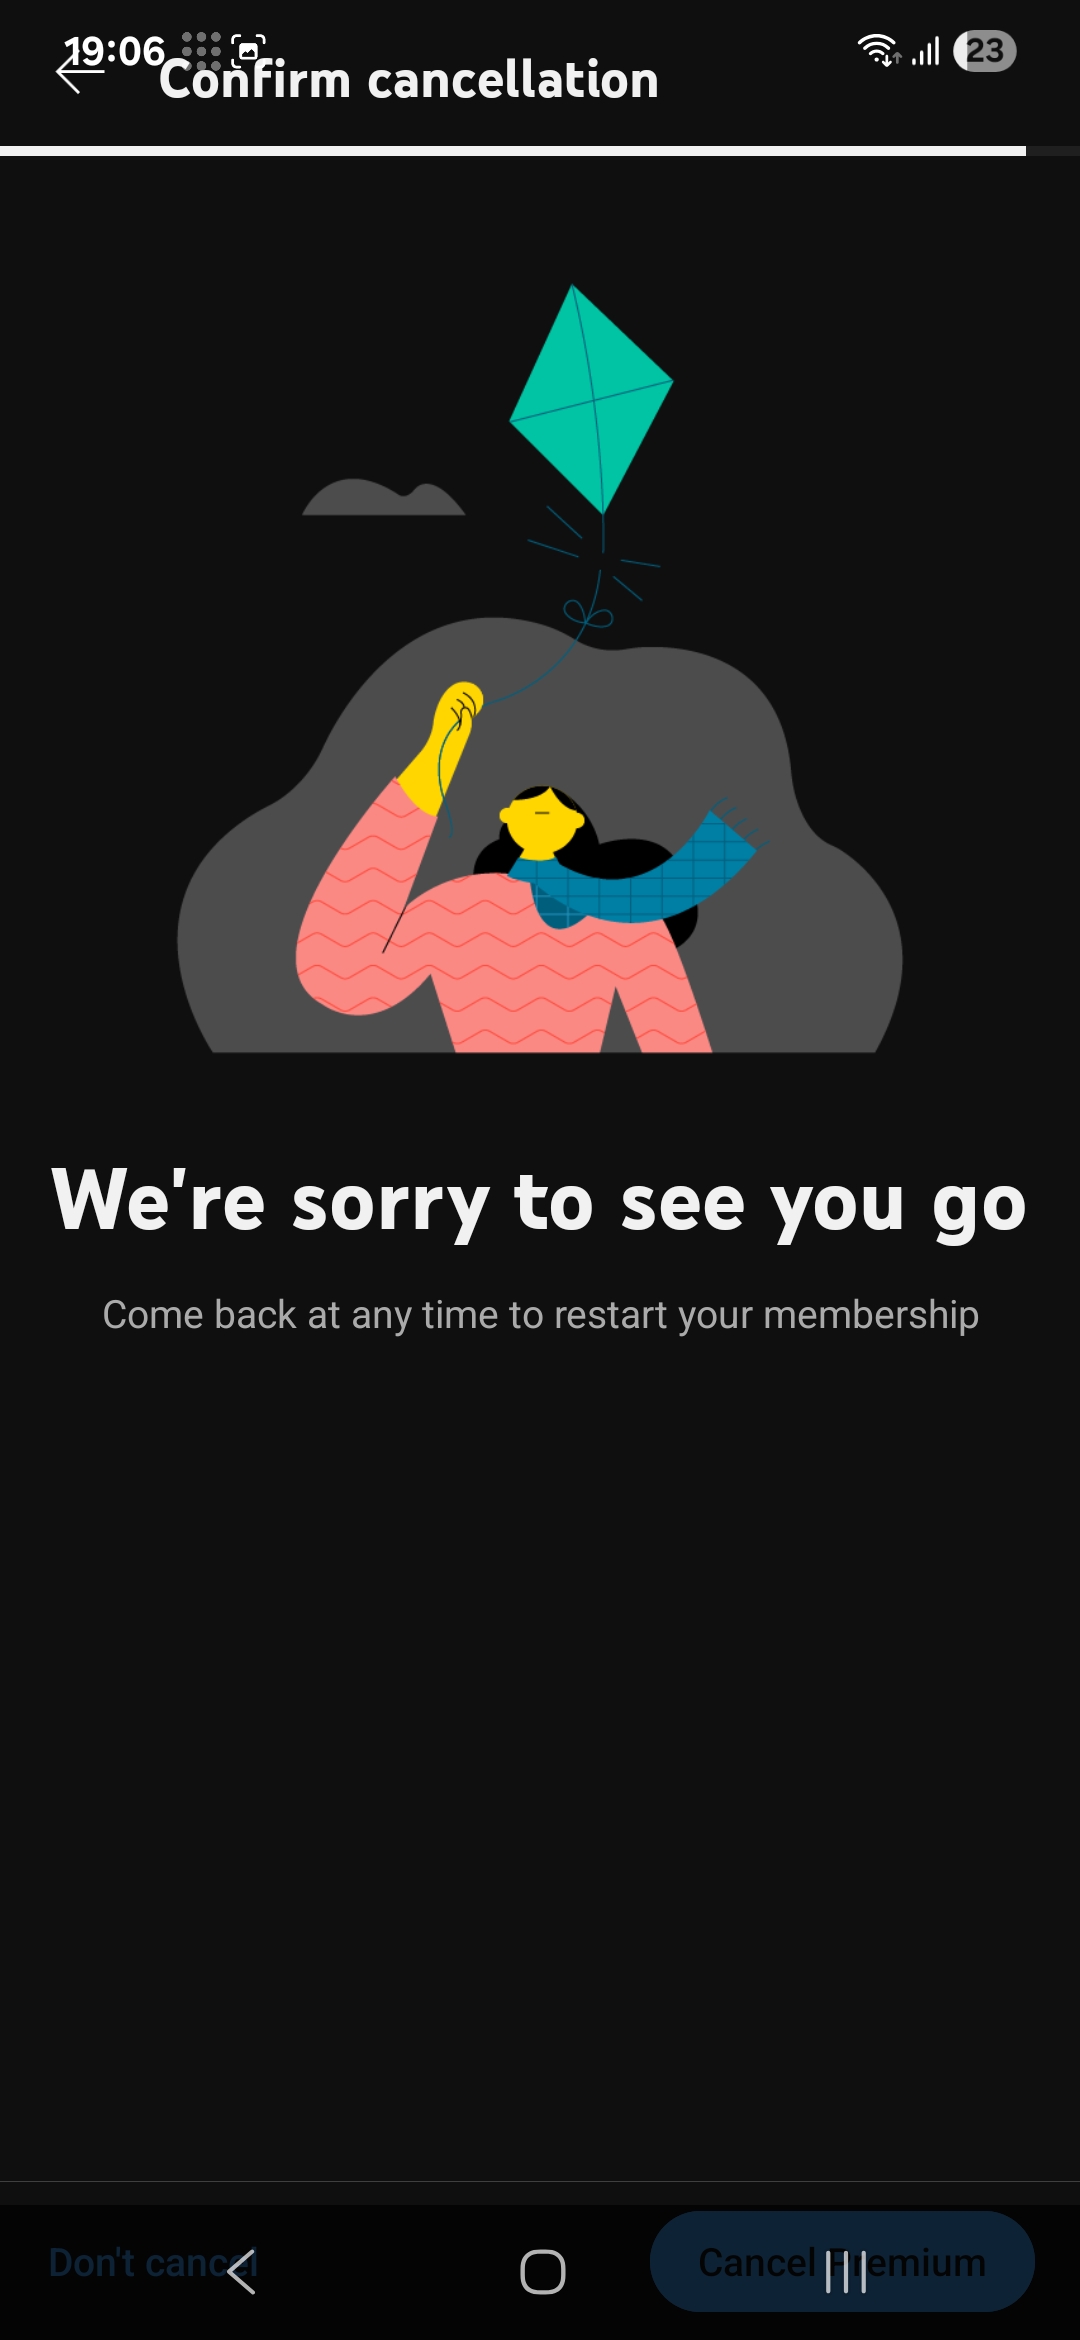 19:06
23
Confirm cancellation
We're sorry to see you go
Come back at any time to restart your membership
Don't cancel
Cancel Premium